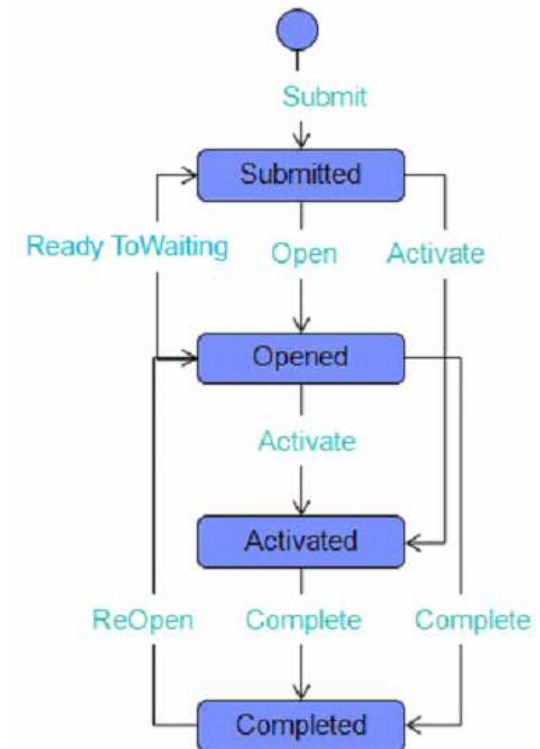 Submit
Submitted
Ready ToWaiting
Open
Activate
Opened
Activate
Activated
ReOpen
Complete
Complete
Completed